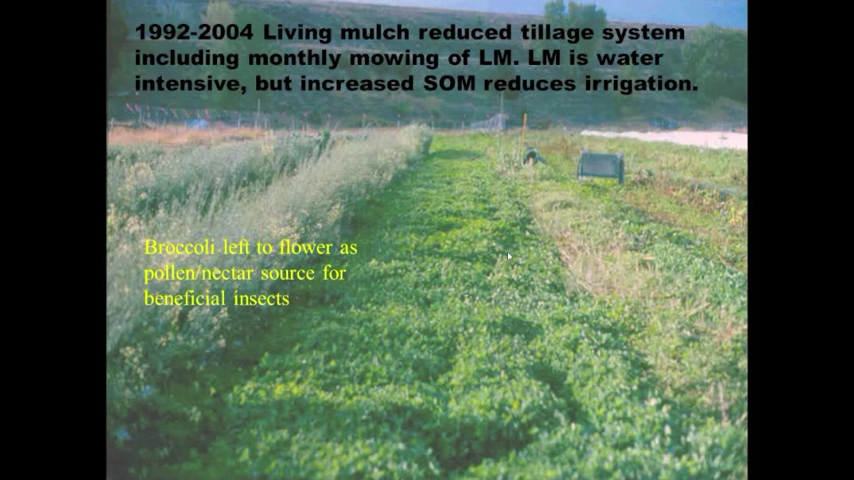 1992-2004 Living mulch reduced tillage system
including monthly mowing of LM. LM is water
intensive, but increased SOM reduces irrigation.
Broccoli left to flower as
pollen/nectar source for
beneficial insects